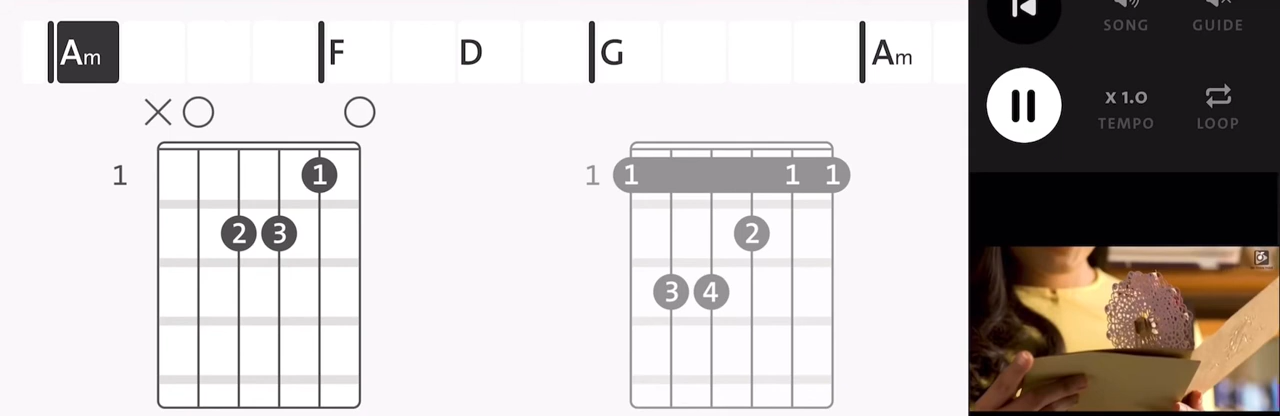 Am F D G Am
SONG GUIDE
X 1.0
TEMPO LOOP
1 1 1 1 1 1
2 3 2
3 4